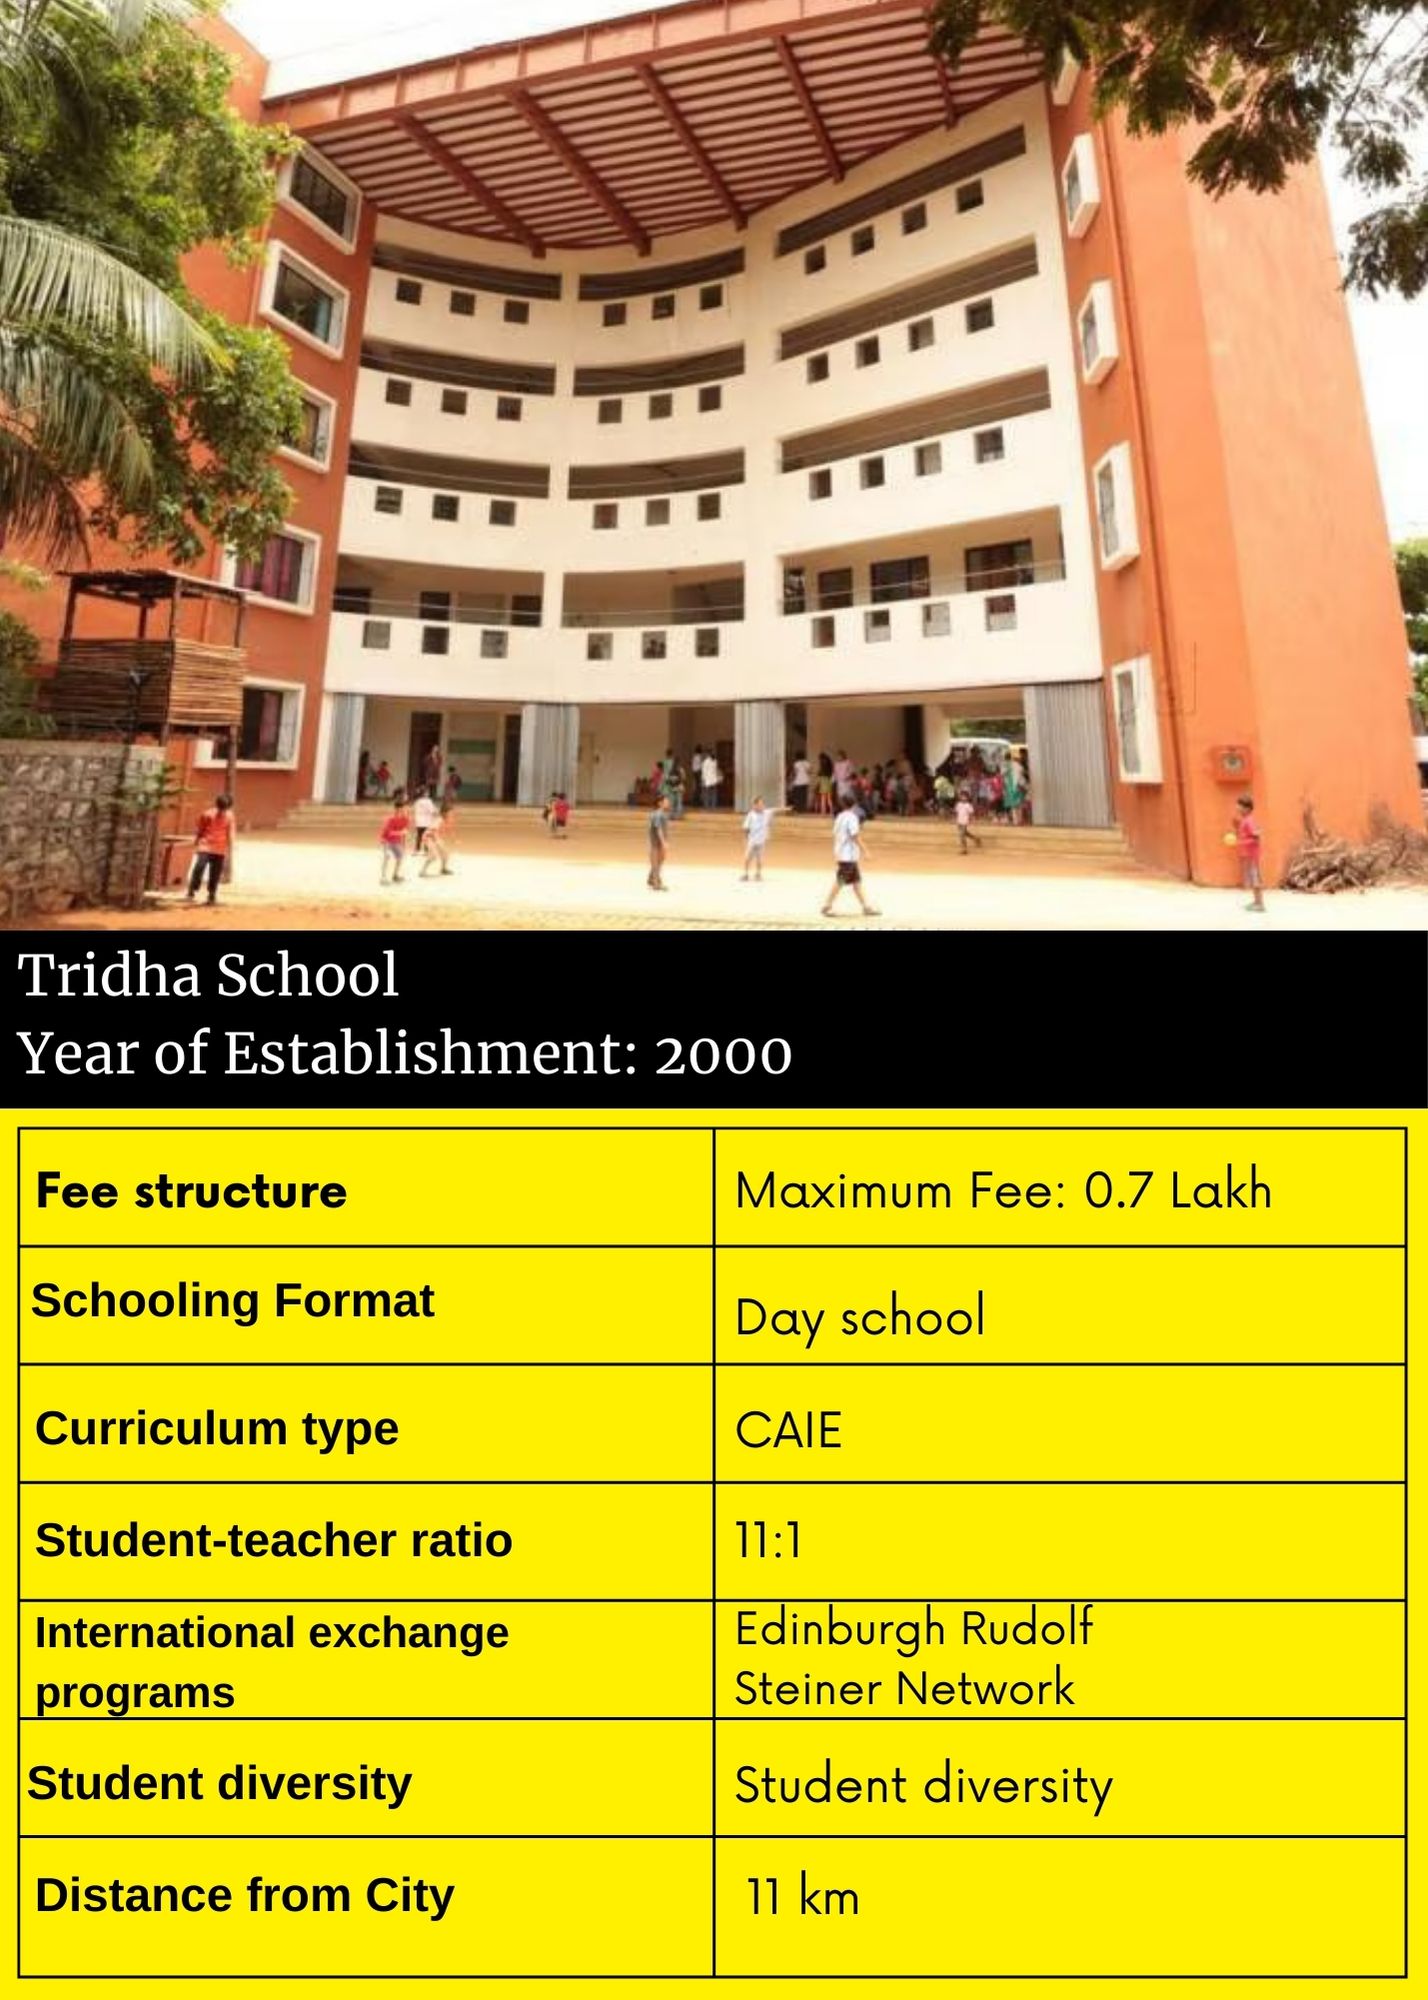 Tridha School
Year of Establishment: 2000
Fee structure
Maximum Fee: 0.7 Lakh
Schooling Format
Day school
Curriculum type
CAIE
Student-teacher ratio
11:1
International exchange
programs
Edinburgh Rudolf
Steiner Network
Student diversity
Student diversity
Distance from City
11 km